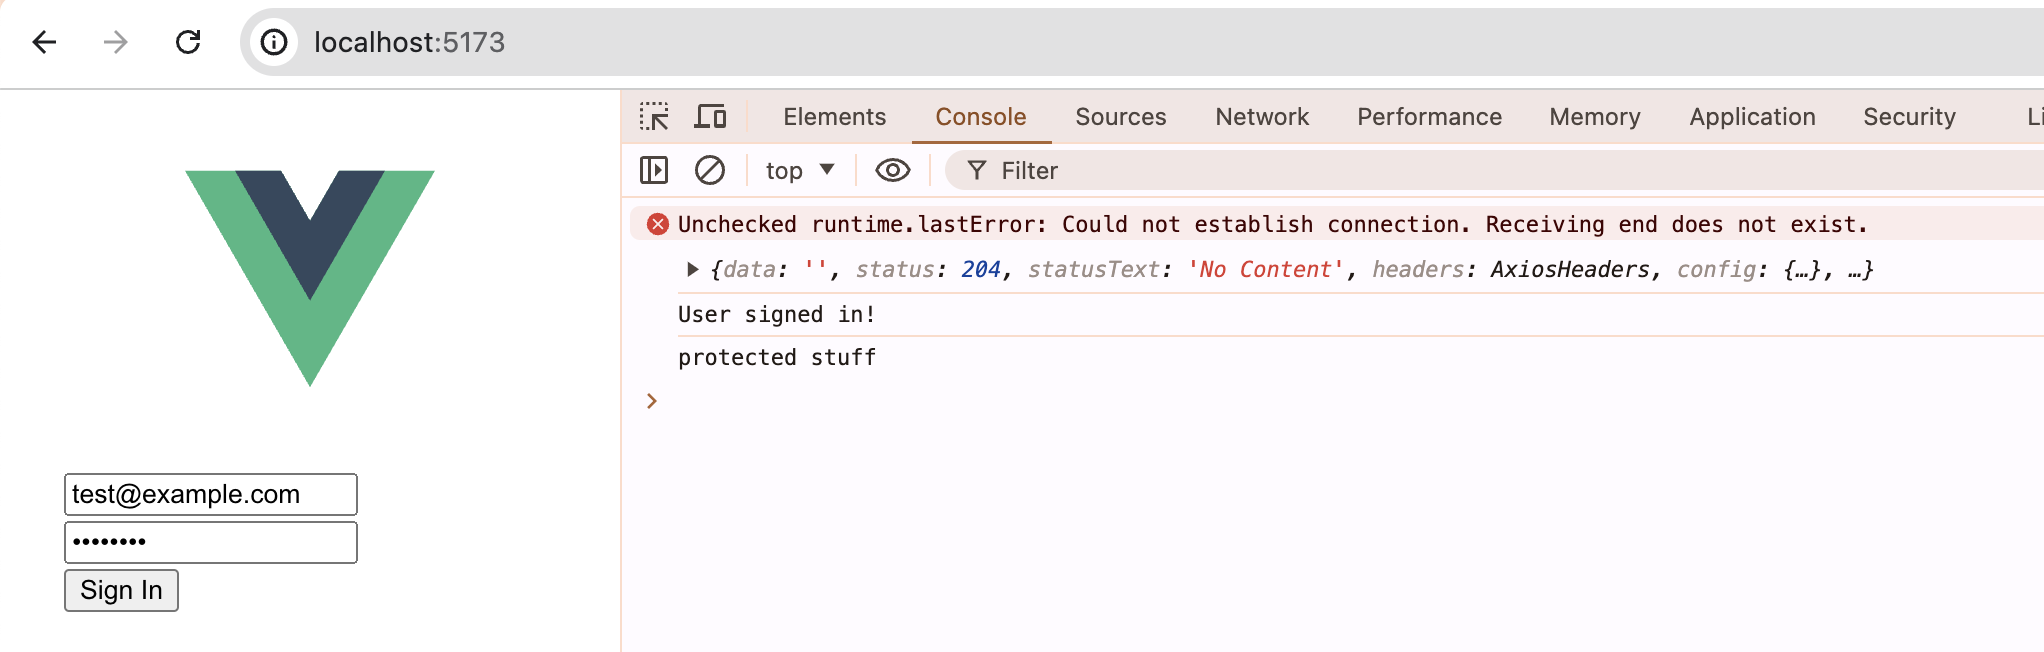 localhost:5173
Elements Console Sources Network Performance Memory Application Security
top Filter
Unchecked runtime.lastError: Could not establish connection. Receiving end does not exist.
{data: '', status: 204, statusText: 'No Content', headers: AxiosHeaders, config: {…}, …}
User signed in!
protected stuff
test@example.com
••••••••
Sign In